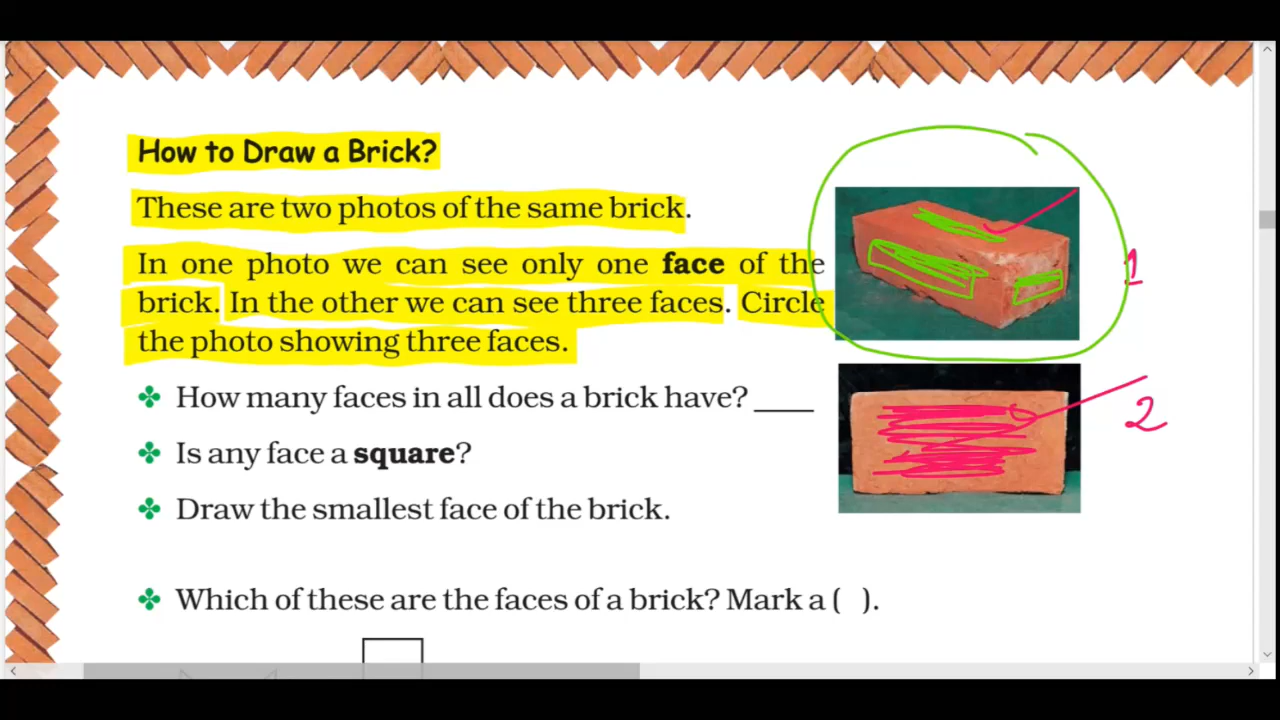 How to Draw a Brick?
These are two photos of the same brick.
In one photo we can see only one face of the
brick. In the other we can see three faces. Circle
the photo showing three faces.
1
How many faces in all does a brick have? ____
2
Is any face a square?
Draw the smallest face of the brick.
Which of these are the faces of a brick? Mark a ( ).